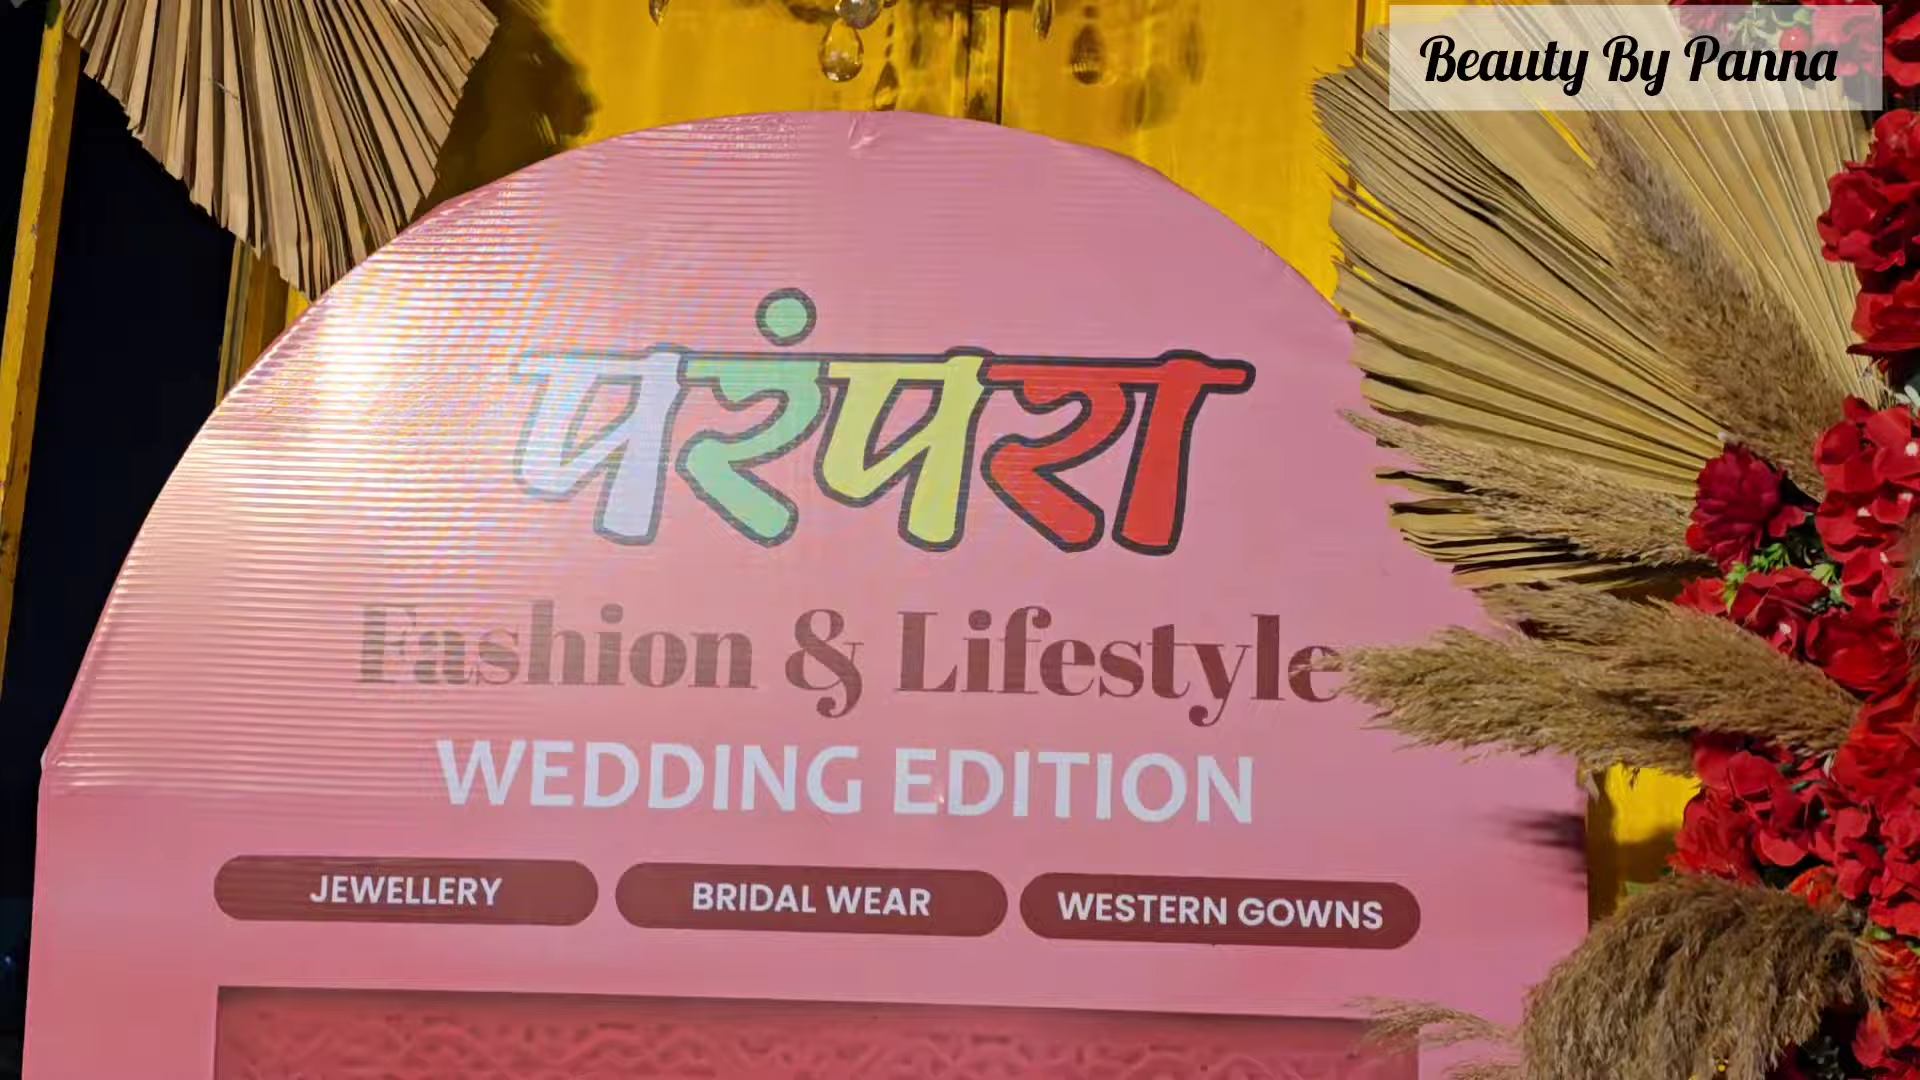 Beauty By Panna
परंपरा
Fashion & Lifestyle
WEDDING EDITION
JEWELLERY
BRIDAL WEAR
WESTERN GOWNS